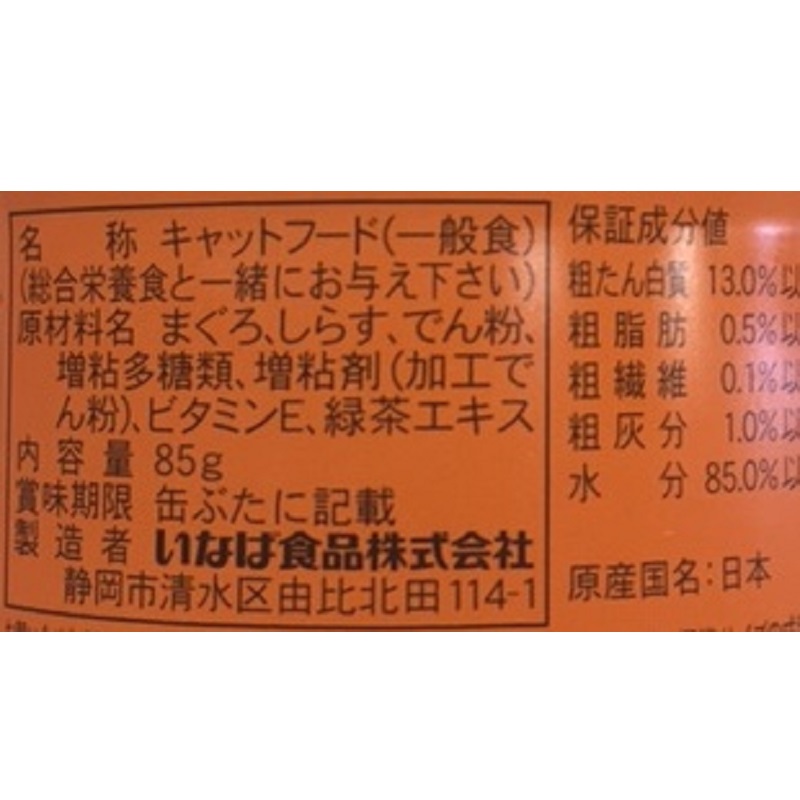 名称 キャットフード(一般食)
(総合栄養食と一緒にお与え下さい)
原材料名 まぐろ、しらす、でん粉、
増粘多糖類、増粘剤(加工で
ん粉)、ビタミンE、緑茶エキス
内容量 85g
賞味期限 缶ぶたに記載
製造者 いなば食品株式会社
静岡市清水区由比北田114-1
保証成分値
粗たん白質 13.0%以
粗脂肪 0.5%以
粗繊維 0.1%以
粗灰分 1.0%以
水分 85.0%以
原産国名:日本